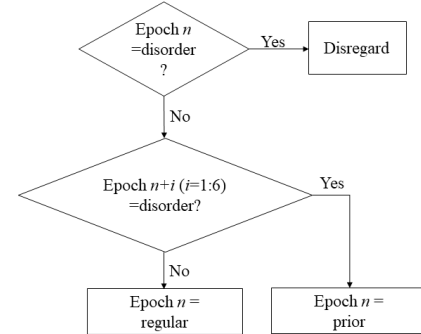 Epoch n
=disorder
?
Yes
Disregard
No
Epoch n+i (i=1:6)
=disorder?
Yes
No
Epoch n =
regular
Epoch n =
prior